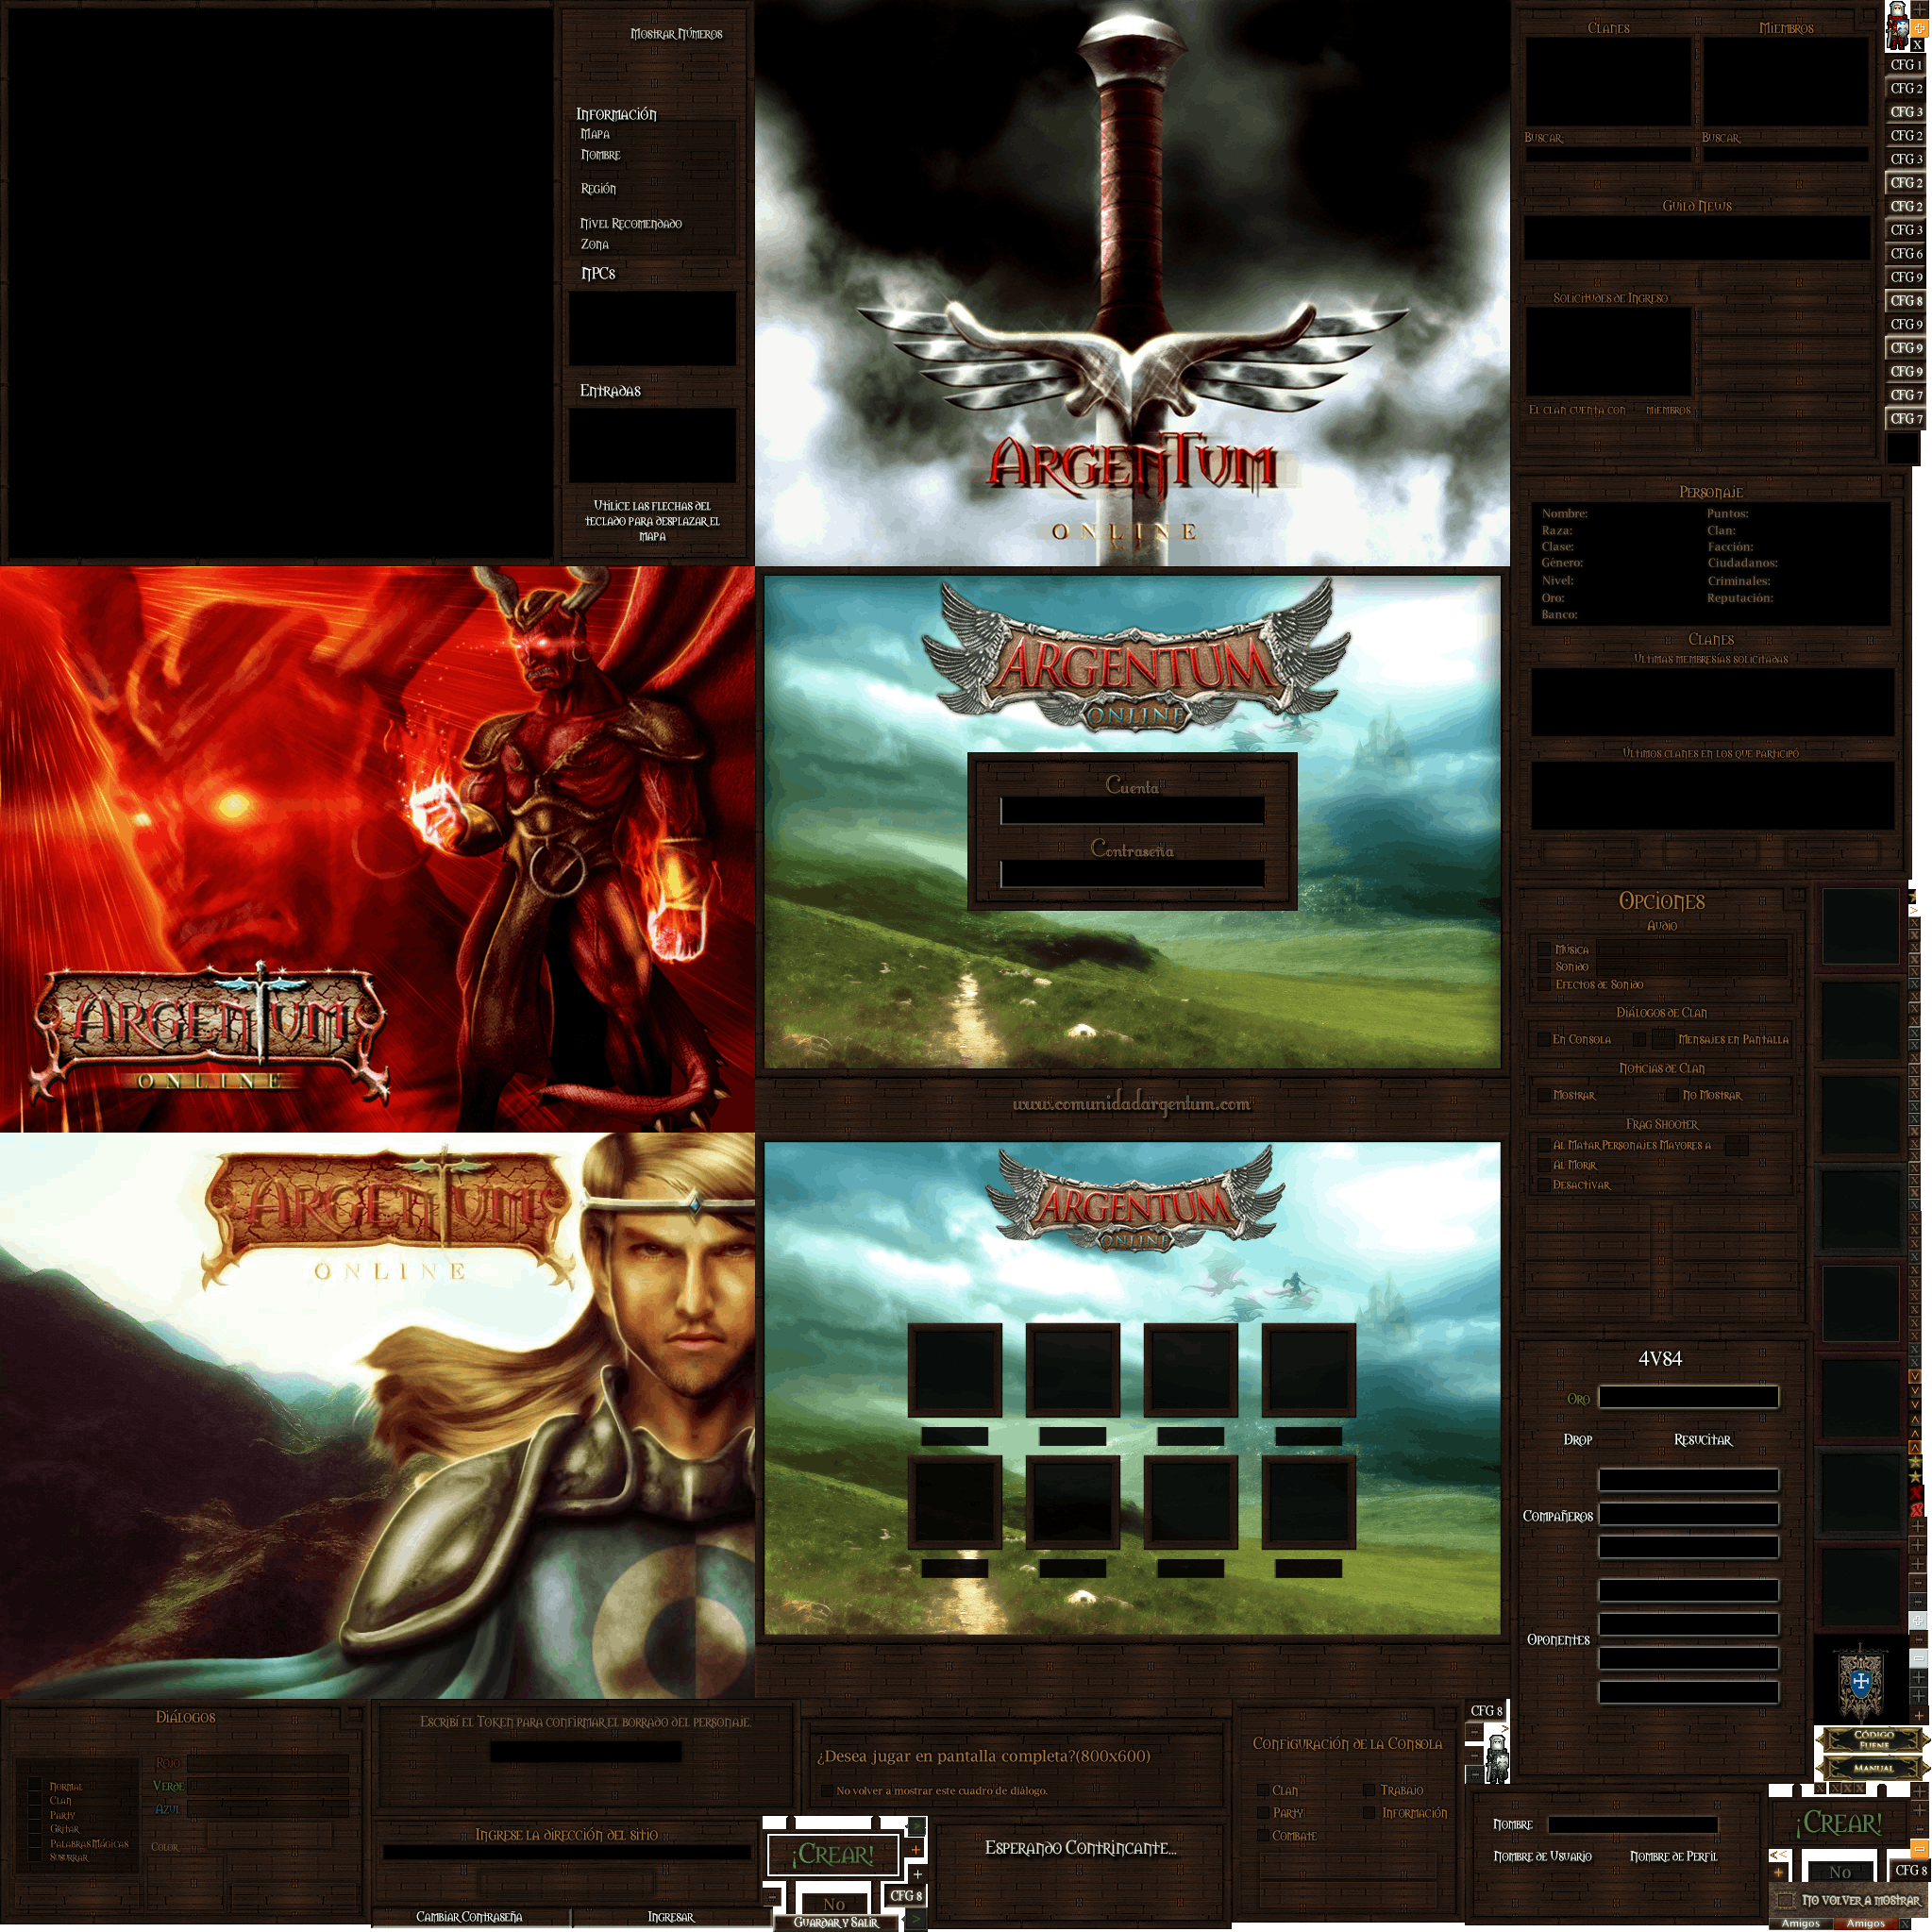 Mostrar Números
Información
Mapa
Nombre
Región
Nivel Recomendado
Zona
NPCs
Entradas
Utilice las flechas del
teclado para desplazar el
mapa
ARGENTUM
ONLINE
Clanes
Miembros
Buscar:
Buscar:
Guild News
Solicitudes de Ingreso
El clan cuenta con miembros
X
CFG 1
CFG 2
CFG 3
CFG 2
CFG 3
CFG 2
CFG 2
CFG 3
CFG 6
CFG 9
CFG 8
CFG 9
CFG 9
CFG 9
CFG 7
CFG 7
Personaje
Nombre:
Raza:
Clase:
Género:
Nivel:
Oro:
Banco:
Puntos:
Clan:
Facción:
Ciudadanos:
Criminales:
Reputación:
Clanes
Últimas membresías solicitadas
Últimos clanes en los que participó
ARGENTUM
ONLINE
ARGENTUM
ONLINE
Cuenta
Contraseña
www.comunidadargentum.com
Opciones
Audio
Música
Sonido
Efectos de Sonido
Diálogos de Clan
En Consola
Mensajes en Pantalla
Noticias de Clan
Mostrar
No Mostrar
Frag Shooter
Al Matar Personajes Mayores a
Al Morir
Desactivar
ARGENTUM
ONLINE
ARGENTUM
ONLINE
4VS4
Oro
Drop
Resucitar
Compañeros
Oponentes
Código
Fuene
Manual
Diálogos
Normal
Clan
Party
Gritar
Palabras Mágicas
Susurrar
Rojo
Verde
Azul
Color
Escribí el Token para confirmar el borrado del personaje.
Ingrese la dirección del sitio
Cambiar Contraseña
Ingresar
¿Desea jugar en pantalla completa?(800x600)
No volver a mostrar este cuadro de diálogo.
¡Crear!
No
CFG 8
Guardar y Salir
Esperando Contrincante...
Configuración de la Consola
Clan
Party
Combate
Trabajo
Información
CFG 8
Nombre
Nombre de Usuario
Nombre de Perfil
¡Crear!
No
CFG 8
No volver a mostrar
Amigos
Amigos